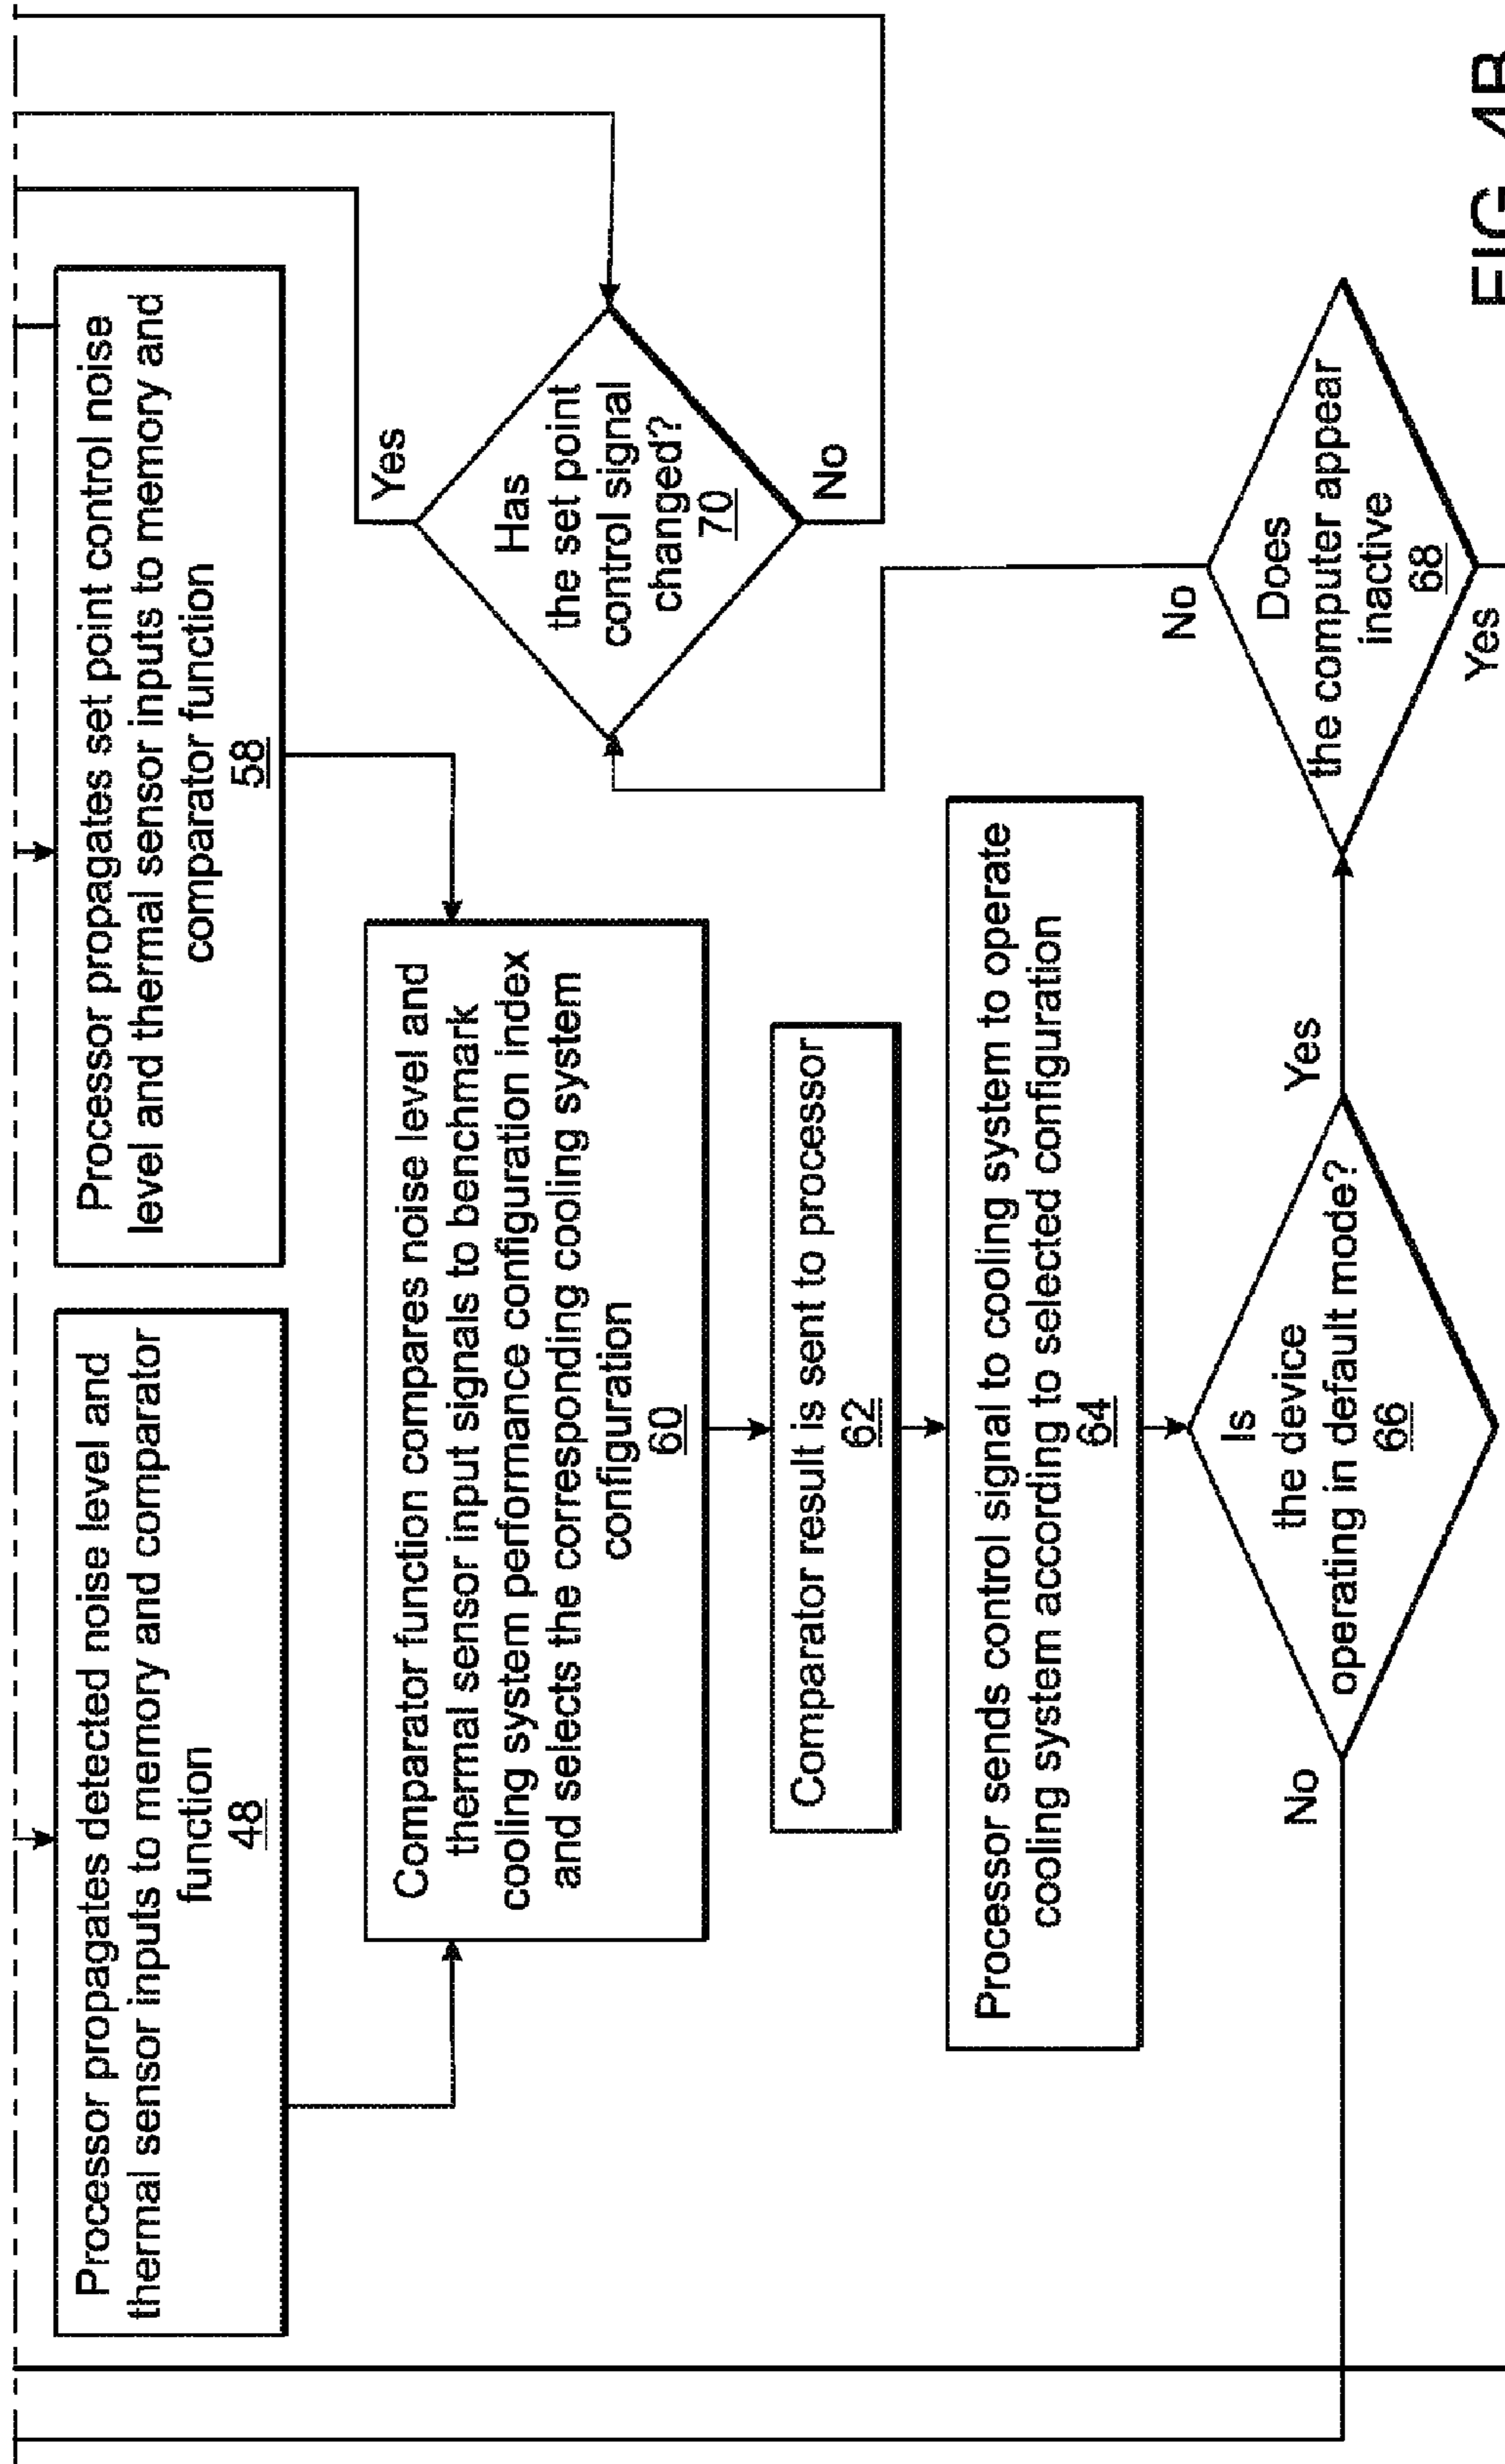 Processor propagates detected noise level and
thermal sensor inputs to memory and comparator
function
48
Processor propagates set point control noise
level and thermal sensor inputs to memory and
comparator function
58
Comparator function compares noise level and
thermal sensor input signals to benchmark
cooling system performance configuration index
and selects the corresponding cooling system
configuration
60
Yes
Has
the set point
control signal
changed?
70
No
Comparator result is sent to processor
62
Processor sends control signal to cooling system to operate
cooling system according to selected configuration
64
No
Is
the device
operating in default mode?
66
Yes
No
Does
the computer appear
inactive
68
Yes
FIG. 4B